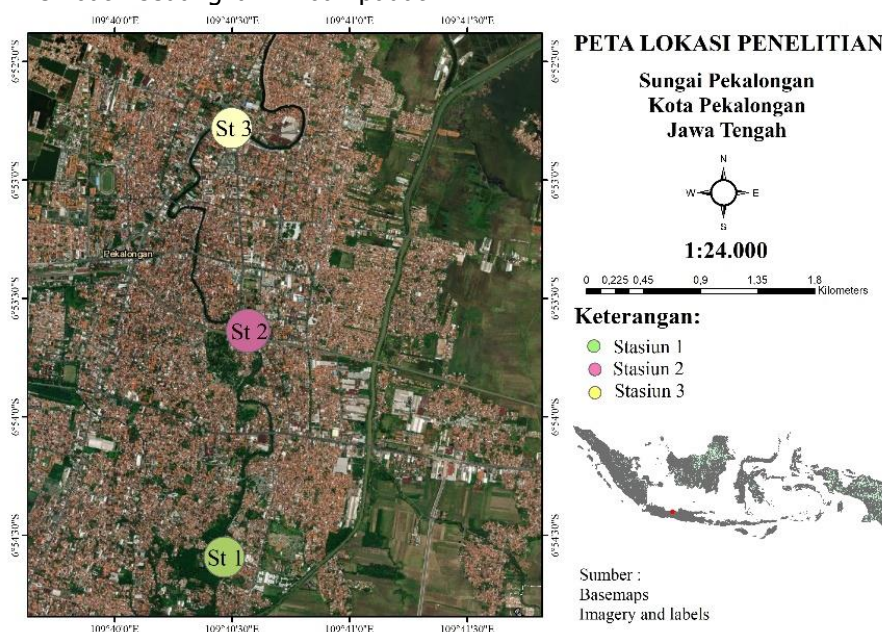 109°40'0"E 109°40'30"E 109°41'0"E 109°41'30"E
6°52'30"S
6°53'0"S
6°53'30"S
6°54'0"S
6°54'30"S
St 3
Pekalongan
St 2
St 1
109°40'0"E 109°40'30"E 109°41'0"E 109°41'30"E
6°52'30"S
6°53'0"S
6°53'30"S
6°54'0"S
6°54'30"S
PETA LOKASI PENELITIAN
Sungai Pekalongan
Kota Pekalongan
Jawa Tengah
N
W E
S
1:24.000
0 0,225 0,45 0,9 1,35 1,8
Kilometers
Keterangan:
Stasiun 1
Stasiun 2
Stasiun 3
Sumber :
Basemaps
Imagery and labels